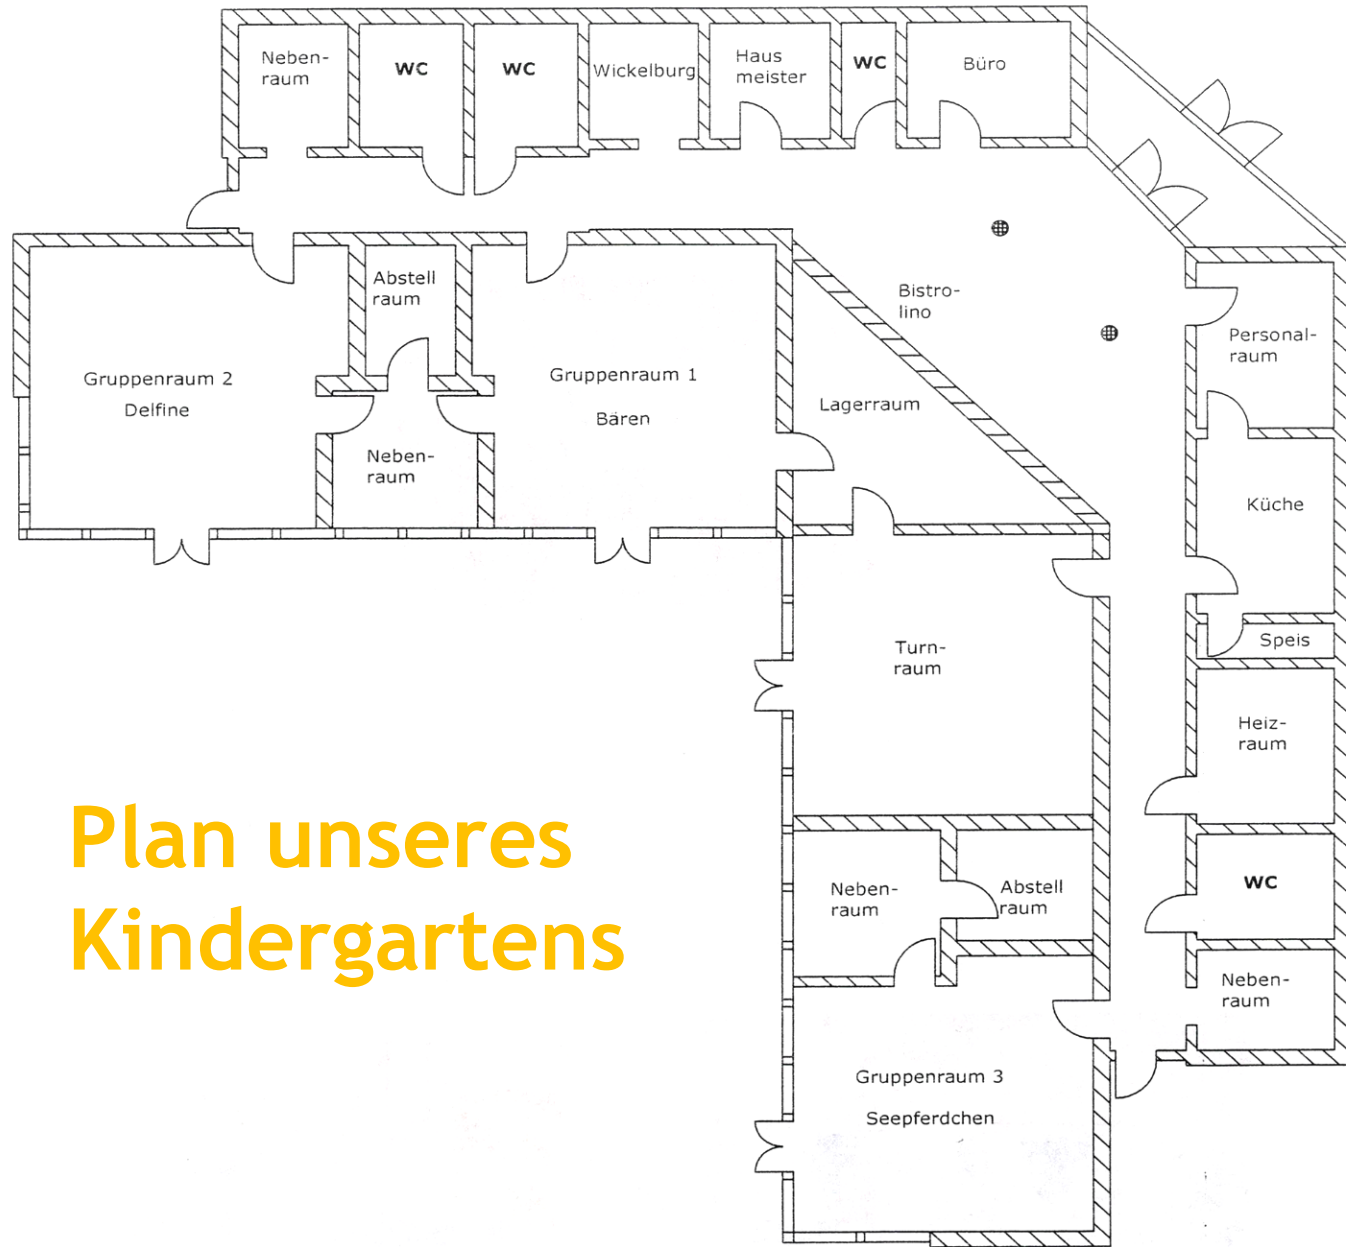 Neben-
raum
WC
WC
Wickelburg
Haus
meister
WC
Büro
Abstell
raum
Bistro-
lino
Personal-
raum
Gruppenraum 2
Delfine
Gruppenraum 1
Bären
Lagerraum
Neben-
raum
Küche
Speis
Turn-
raum
Heiz-
raum
Plan unseres
Kindergartens
Neben-
raum
Abstell
raum
WC
Neben-
raum
Gruppenraum 3
Seepferdchen